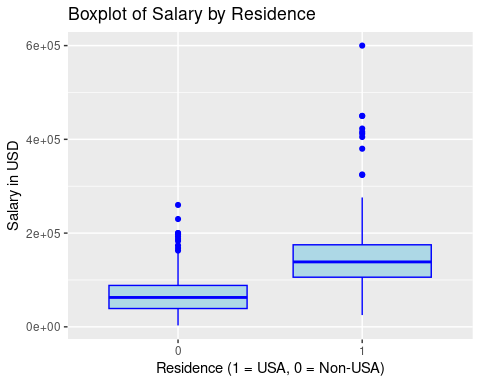 Boxplot of Salary by Residence
6e+05
4e+05
2e+05
0e+00
Salary in USD
0
1
Residence (1 = USA, 0 = Non-USA)